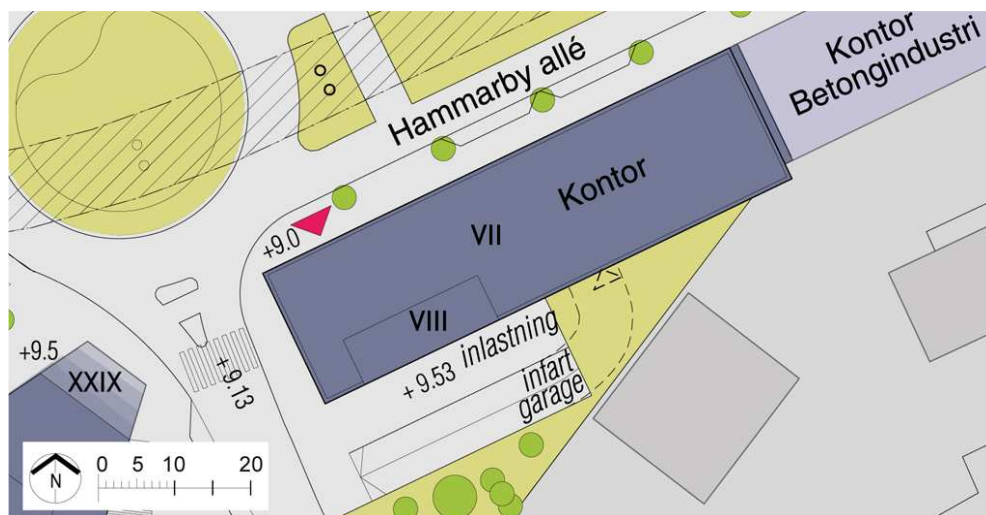 Hammarby allé
Kontor
Betongindustri
Kontor
VII
+9.0
VIII
inlastning
+ 9.53
infart
garage
+9.13
+9.5
XXIX
N
0 5 10 20